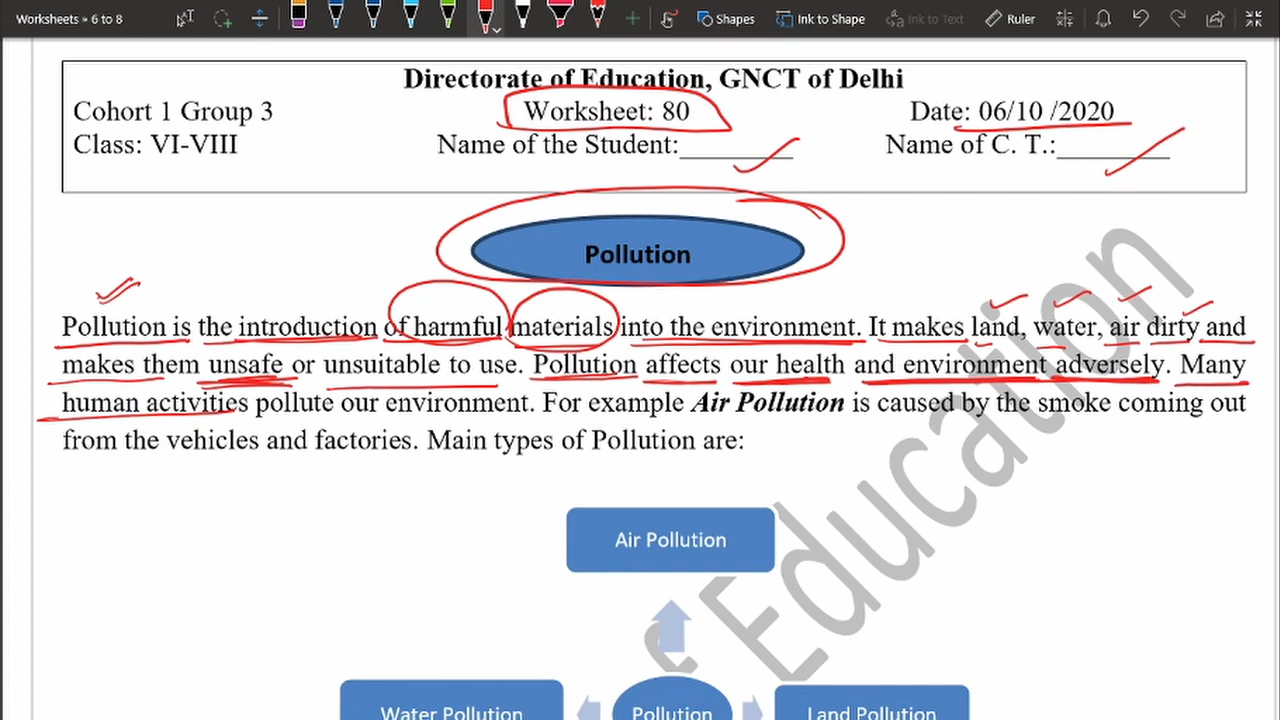 Worksheets = 6 to 8
Shapes
Ink to Shape
Ink to Text
Ruler
Directorate of Education, GNCT of Delhi
Cohort 1 Group 3 Worksheet: 80 Date: 06/10 /2020
Class: VI-VIII Name of the Student:________ Name of C. T.:________
Pollution
Pollution is the introduction of harmful materials into the environment. It makes land, water, air dirty and
makes them unsafe or unsuitable to use. Pollution affects our health and environment adversely. Many
human activities pollute our environment. For example Air Pollution is caused by the smoke coming out
from the vehicles and factories. Main types of Pollution are:
Air Pollution
Water Pollution Pollution Land Pollution
Education